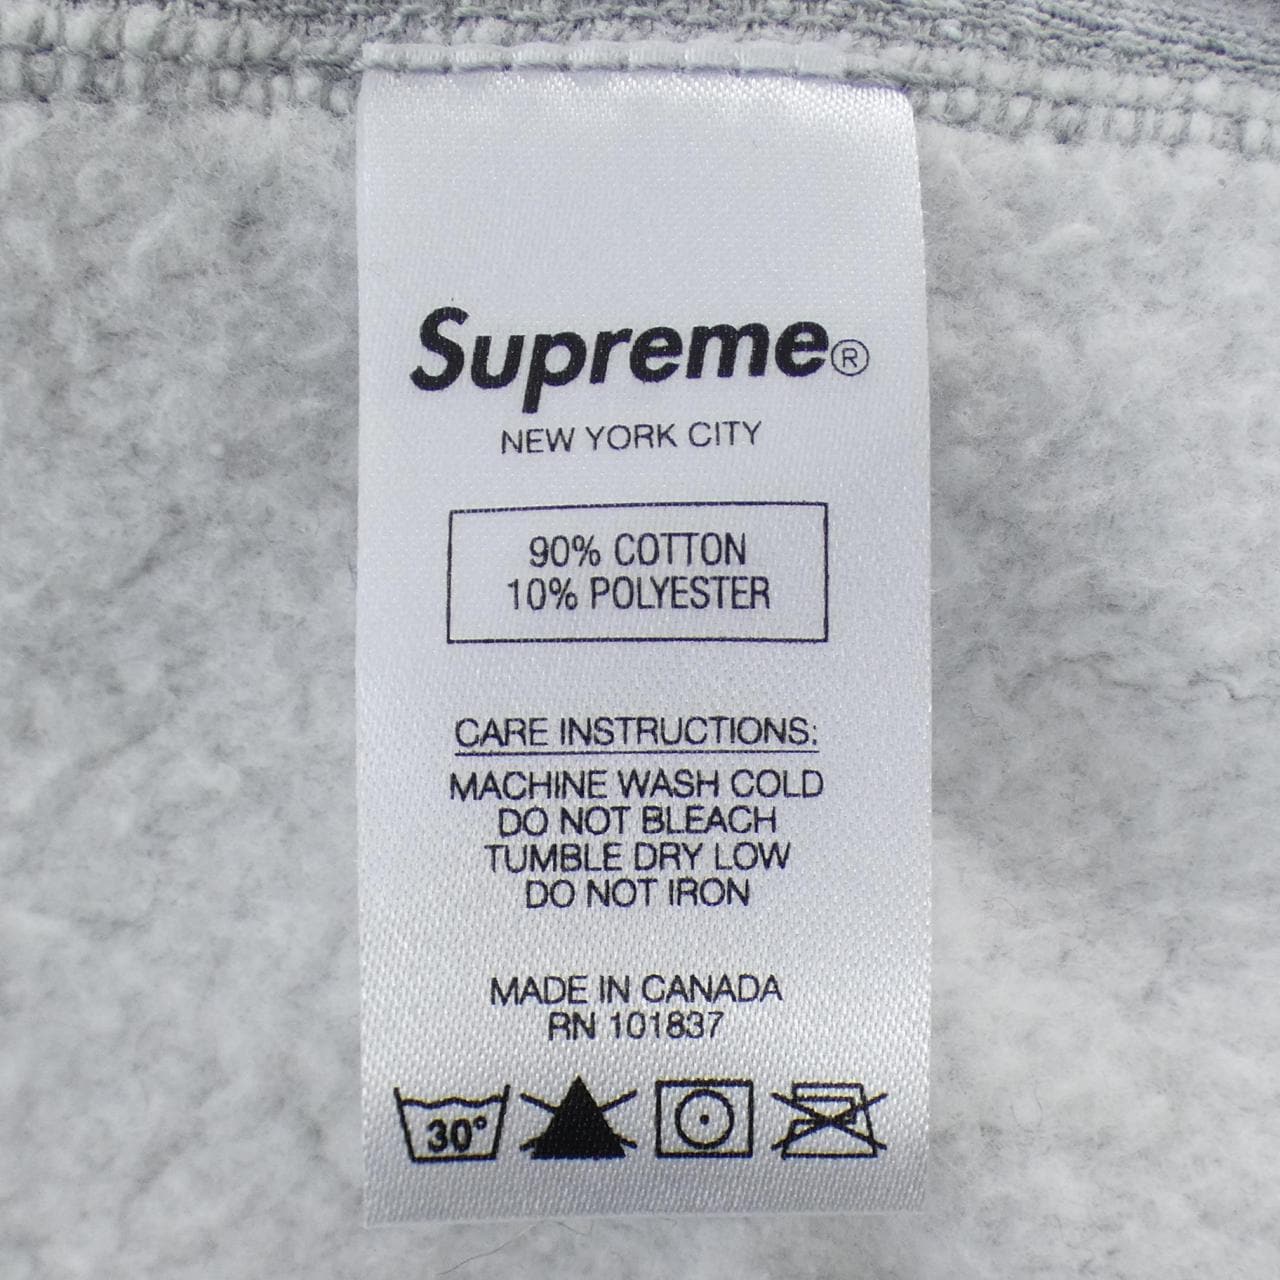 Supreme®
NEW YORK CITY
90% COTTON
10% POLYESTER
CARE INSTRUCTIONS:
MACHINE WASH COLD
DO NOT BLEACH
TUMBLE DRY LOW
DO NOT IRON
MADE IN CANADA
RN 101837
30°